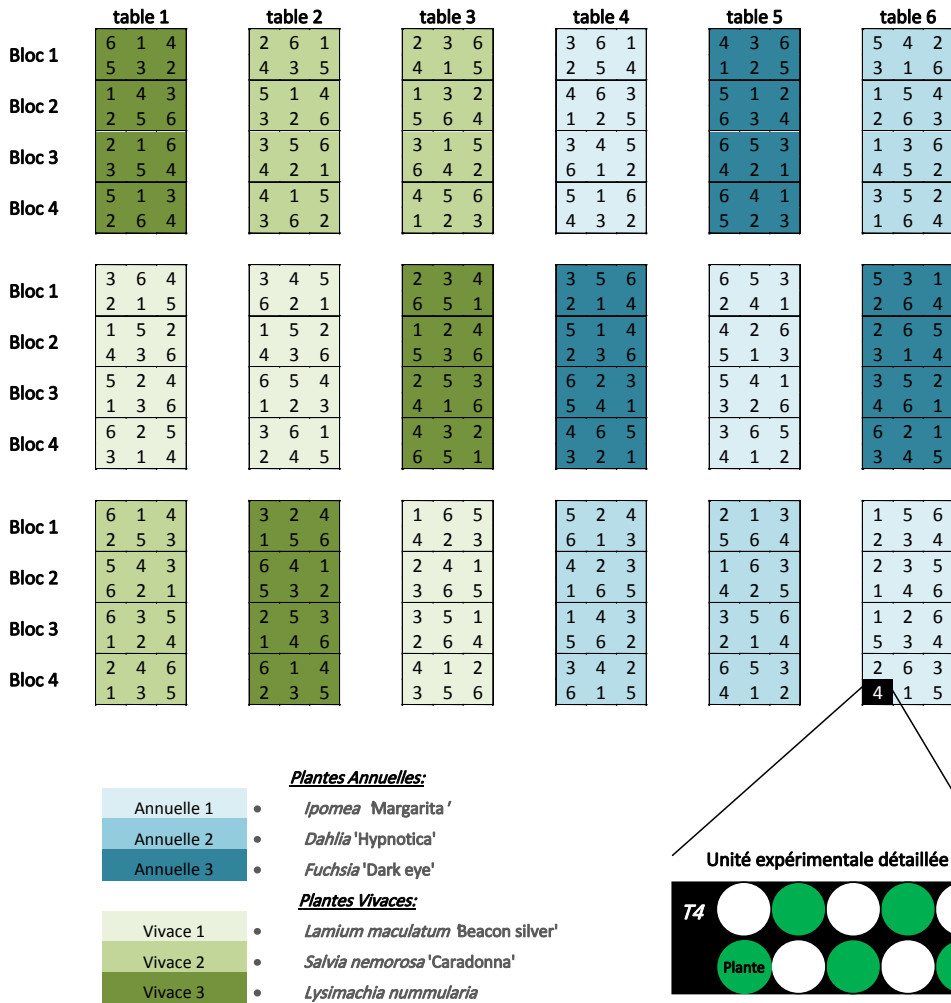 table 1 table 2 table 3 table 4 table 5 table 6
Bloc 1 6 1 4 2 6 1 2 3 6 3 6 1 4 3 6 5 4 2
5 3 2 4 3 5 4 1 5 2 5 4 1 2 5 3 1 6
Bloc 2 1 4 3 5 1 4 1 3 2 4 6 3 5 1 2 1 5 4
2 5 6 3 2 6 5 6 4 1 2 5 6 3 4 2 6 3
Bloc 3 2 1 6 3 5 6 3 1 5 3 4 5 6 5 3 1 3 6
3 5 4 4 2 1 6 4 2 6 1 2 4 2 1 4 5 2
Bloc 4 5 1 3 4 1 5 4 5 6 5 1 6 6 4 1 3 5 2
2 6 4 3 6 2 1 2 3 4 3 2 5 2 3 1 6 4
Bloc 1 3 6 4 3 4 5 2 3 4 3 5 6 6 5 3 5 3 1
2 1 5 6 2 1 6 5 1 2 1 4 2 4 1 2 6 4
Bloc 2 1 5 2 1 5 2 1 2 4 5 1 4 4 2 6 2 6 5
4 3 6 4 3 6 5 3 6 2 3 6 5 1 3 3 1 4
Bloc 3 5 2 4 6 5 4 2 5 3 6 2 3 5 4 1 3 5 2
1 3 6 1 2 3 4 1 6 5 4 1 3 2 6 4 6 1
Bloc 4 6 2 5 3 6 1 4 3 2 4 6 5 3 6 5 6 2 1
3 1 4 2 4 5 6 5 1 3 2 1 4 1 2 3 4 5
Bloc 1 6 1 4 3 2 4 1 6 5 5 2 4 2 1 3 1 5 6
2 5 3 1 5 6 4 2 3 6 1 3 5 6 4 2 3 4
Bloc 2 5 4 3 6 4 1 2 4 1 4 2 3 1 6 3 2 3 5
6 2 1 5 3 2 3 6 5 1 6 5 4 2 5 1 4 6
Bloc 3 6 3 5 2 5 3 3 5 1 1 4 3 3 5 6 1 2 6
1 2 4 1 4 6 2 6 4 5 6 2 2 1 4 5 3 4
Bloc 4 2 4 6 6 1 4 4 1 2 3 4 2 6 5 3 2 6 3
1 3 5 2 3 5 3 5 6 6 1 5 4 1 2 4 1 5
Plantes Annuelles:
Annuelle 1 • Ipomea 'Margarita'
Annuelle 2 • Dahlia 'Hypnotica'
Annuelle 3 • Fuchsia 'Dark eye'
Plantes Vivaces:
Vivace 1 • Lamium maculatum 'Beacon silver'
Vivace 2 • Salvia nemorosa 'Caradonna'
Vivace 3 • Lysimachia nummularia
Unité expérimentale détaillée
T4
Plante